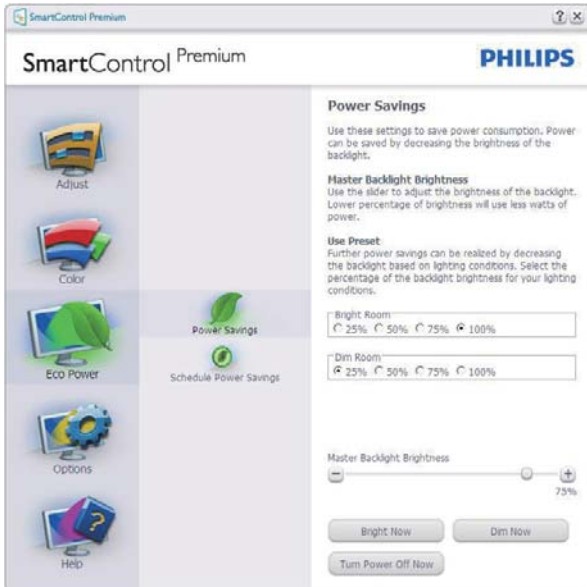 SmartControl Premium
SmartControl Premium
PHILIPS
Adjust
Color
Eco Power
Options
Help
Power Savings
Schedule Power Savings
Power Savings
Use these settings to save power consumption. Power
can be saved by decreasing the brightness of the
backlight.
Master Backlight Brightness
Use the slider to adjust the brightness of the backlight.
Lower percentage of brightness will use less watts of
power.
Use Preset
Further power savings can be realized by decreasing
the backlight based on lighting conditions. Select the
percentage of the backlight brightness for your lighting
conditions.
Bright Room
25% 50% 75% 100%
Dim Room
25% 50% 75% 100%
Master Backlight Brightness
75%
Bright Now
Dim Now
Turn Power Off Now